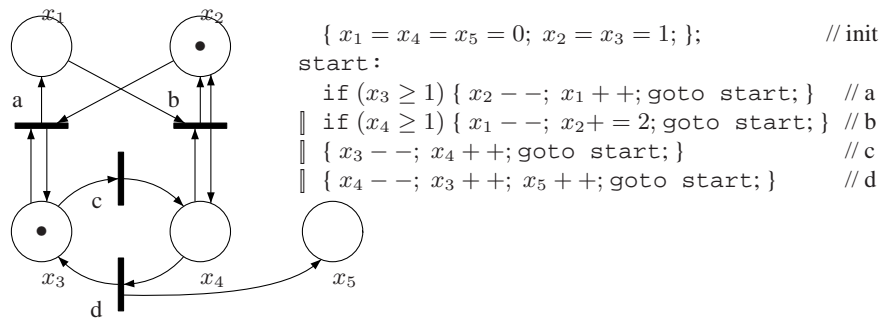 x₁ x₂
a b
c
x₃ x₄ x₅
d
{ x₁ = x₄ = x₅ = 0; x₂ = x₃ = 1; }; // init
start:
if (x₃ ≥ 1) { x₂ − −; x₁ + +; goto start; } // a
▯ if (x₄ ≥ 1) { x₁ − −; x₂+ = 2; goto start; } // b
▯ { x₃ − −; x₄ + +; goto start; } // c
▯ { x₄ − −; x₃ + +; x₅ + +; goto start; } // d